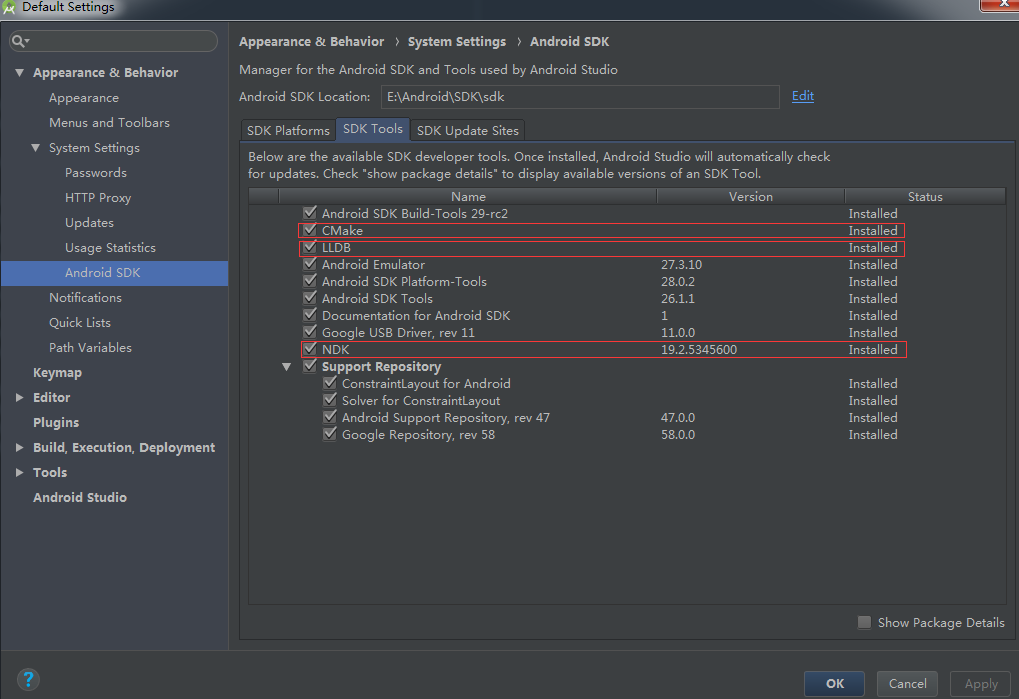 Default Settings
Appearance & Behavior
Appearance
Menus and Toolbars
System Settings
Passwords
HTTP Proxy
Updates
Usage Statistics
Android SDK
Notifications
Quick Lists
Path Variables
Keymap
Editor
Plugins
Build, Execution, Deployment
Tools
Android Studio
Appearance & Behavior › System Settings › Android SDK
Manager for the Android SDK and Tools used by Android Studio
Android SDK Location: E:\Android\SDK\sdk Edit
SDK Platforms SDK Tools SDK Update Sites
Below are the available SDK developer tools. Once installed, Android Studio will automatically check
for updates. Check "show package details" to display available versions of an SDK Tool.
Name Version Status
Android SDK Build-Tools 29-rc2 Installed
CMake Installed
LLDB Installed
Android Emulator 27.3.10 Installed
Android SDK Platform-Tools 28.0.2 Installed
Android SDK Tools 26.1.1 Installed
Documentation for Android SDK 1 Installed
Google USB Driver, rev 11 11.0.0 Installed
NDK 19.2.5345600 Installed
Support Repository
ConstraintLayout for Android Installed
Solver for ConstraintLayout Installed
Android Support Repository, rev 47 47.0.0 Installed
Google Repository, rev 58 58.0.0 Installed
Show Package Details
? OK Cancel Apply